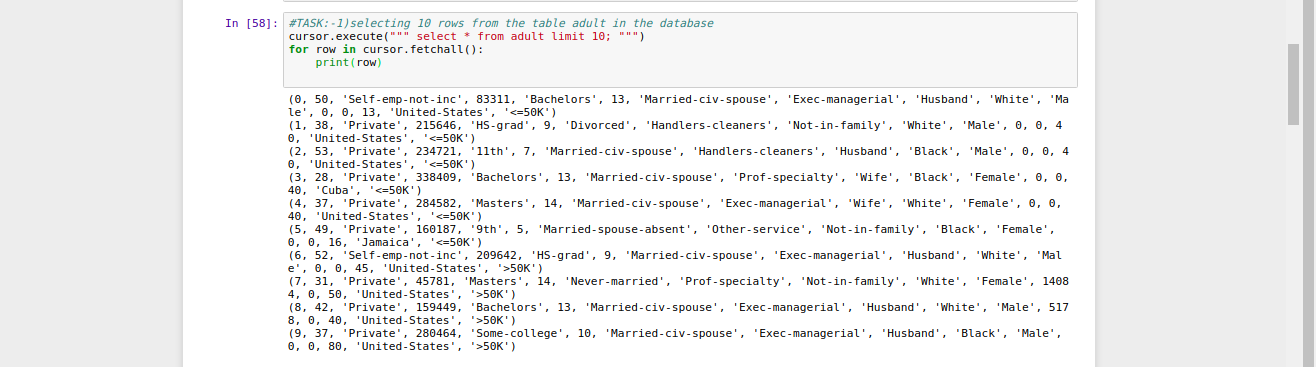 In [58]: #TASK:-1)selecting 10 rows from the table adult in the database
cursor.execute(""" select * from adult limit 10; """)
for row in cursor.fetchall():
    print(row)
(0, 50, 'Self-emp-not-inc', 83311, 'Bachelors', 13, 'Married-civ-spouse', 'Exec-managerial', 'Husband', 'White', 'Ma
le', 0, 0, 13, 'United-States', '<=50K')
(1, 38, 'Private', 215646, 'HS-grad', 9, 'Divorced', 'Handlers-cleaners', 'Not-in-family', 'White', 'Male', 0, 0, 4
0, 'United-States', '<=50K')
(2, 53, 'Private', 234721, '11th', 7, 'Married-civ-spouse', 'Handlers-cleaners', 'Husband', 'Black', 'Male', 0, 0, 4
0, 'United-States', '<=50K')
(3, 28, 'Private', 338409, 'Bachelors', 13, 'Married-civ-spouse', 'Prof-specialty', 'Wife', 'Black', 'Female', 0, 0,
40, 'Cuba', '<=50K')
(4, 37, 'Private', 284582, 'Masters', 14, 'Married-civ-spouse', 'Exec-managerial', 'Wife', 'White', 'Female', 0, 0,
40, 'United-States', '<=50K')
(5, 49, 'Private', 160187, '9th', 5, 'Married-spouse-absent', 'Other-service', 'Not-in-family', 'Black', 'Female',
0, 0, 16, 'Jamaica', '<=50K')
(6, 52, 'Self-emp-not-inc', 209642, 'HS-grad', 9, 'Married-civ-spouse', 'Exec-managerial', 'Husband', 'White', 'Mal
e', 0, 0, 45, 'United-States', '>50K')
(7, 31, 'Private', 45781, 'Masters', 14, 'Never-married', 'Prof-specialty', 'Not-in-family', 'White', 'Female', 1408
4, 0, 50, 'United-States', '>50K')
(8, 42, 'Private', 159449, 'Bachelors', 13, 'Married-civ-spouse', 'Exec-managerial', 'Husband', 'White', 'Male', 517
8, 0, 40, 'United-States', '>50K')
(9, 37, 'Private', 280464, 'Some-college', 10, 'Married-civ-spouse', 'Exec-managerial', 'Husband', 'Black', 'Male',
0, 0, 80, 'United-States', '>50K')